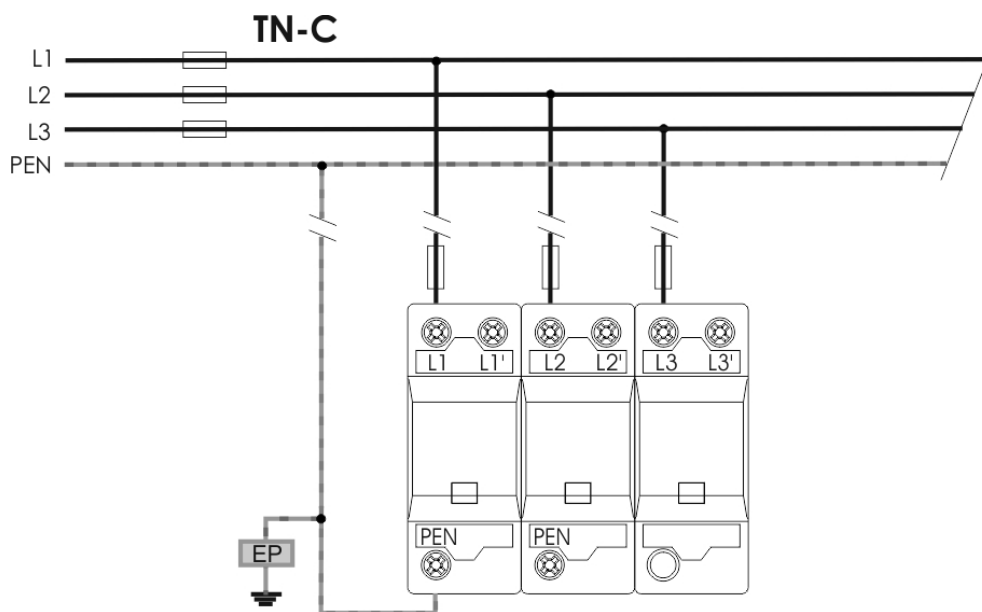 TN-C
L1
L2
L3
PEN
L1 L1' L2 L2' L3 L3'
PEN PEN
EP